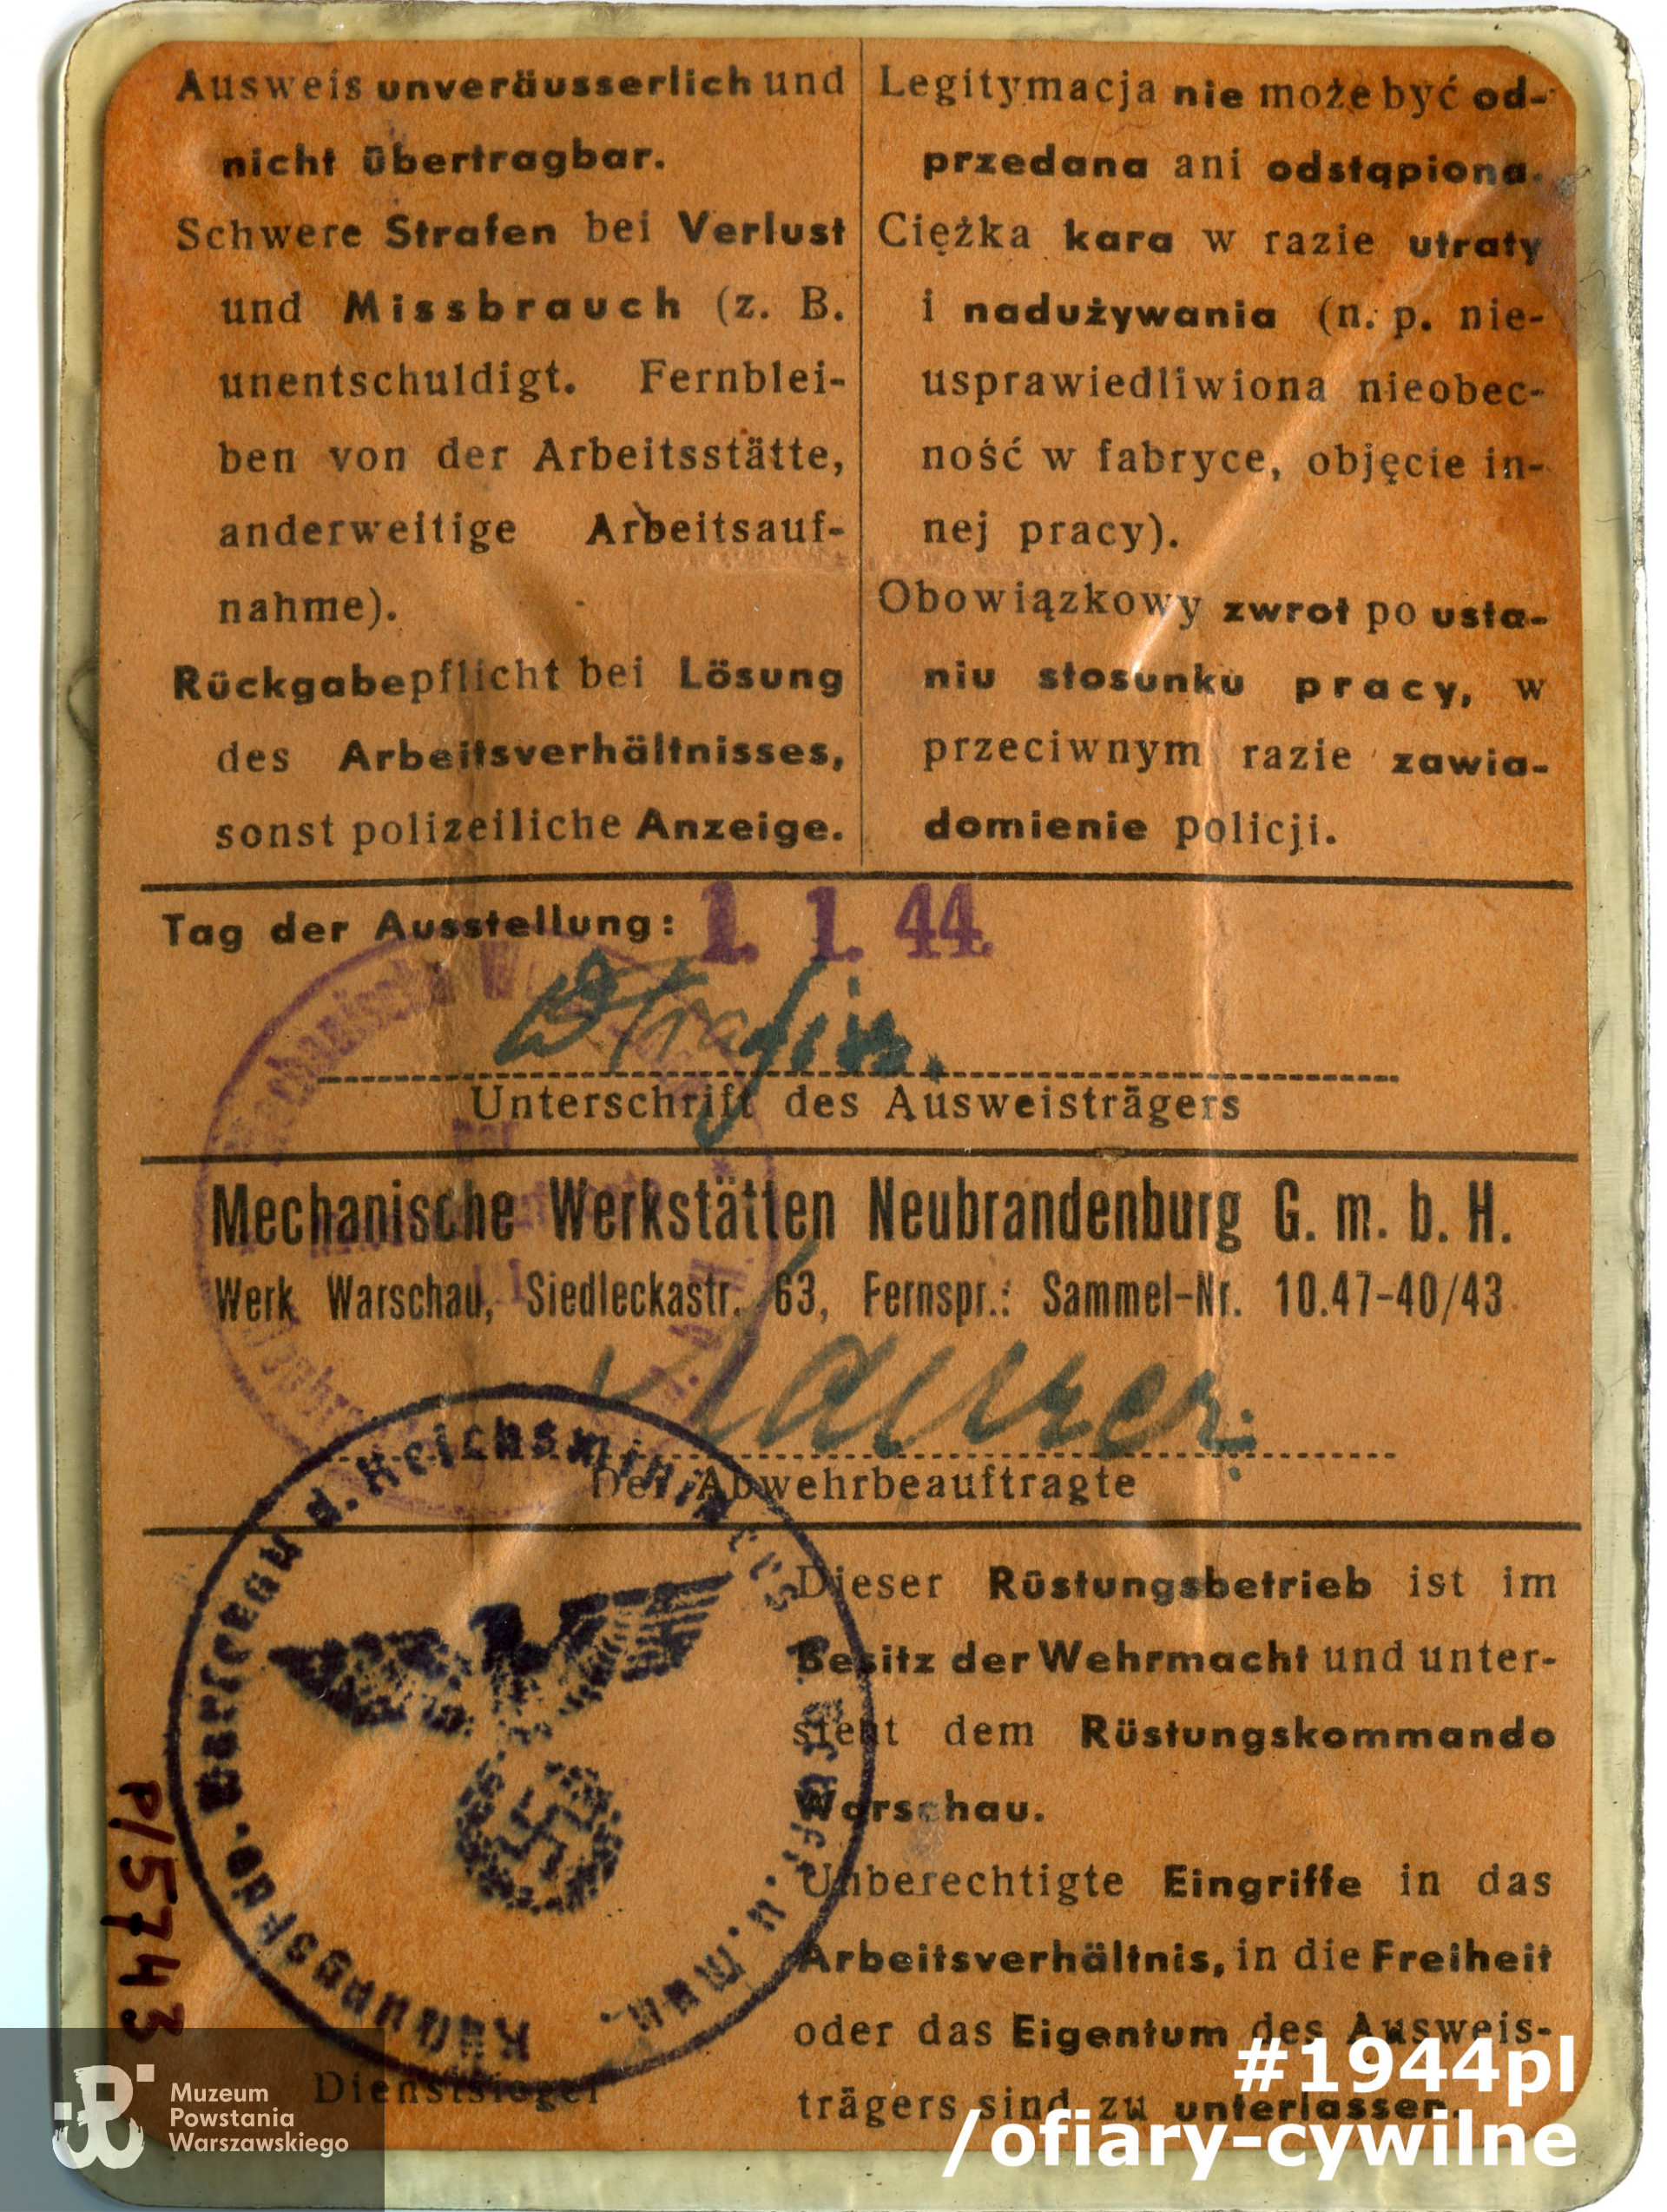 Ausweis unveräusserlich und
nicht übertragbar.
Schwere Strafen bei Verlust
und Missbrauch (z. B.
unentschuldigt. Fernblei-
ben von der Arbeitsstätte,
anderweitige Arbeitsauf-
nahme).
Rückgabepflicht bei Lösung
des Arbeitsverhältnisses,
sonst polizeiliche Anzeige.
Legitymacja nie może być od-
przedana ani odstąpiona.
Ciężka kara w razie utraty
i nadużywania (n. p. nie-
usprawiedliwiona nieobec-
ność w fabryce, objęcie in-
nej pracy).
Obowiązkowy zwrot po usta-
niu stosunku pracy, w
przeciwnym razie zawia-
domienie policji.
Tag der Ausstellung: 1. 1. 44.
Unterschrift des Ausweisträgers
Mechanische Werkstätten Neubrandenburg G. m. b. H.
Werk Warschau, Siedleckastr. 63, Fernspr.: Sammel-Nr. 10.47-40/43
Der Abwehrbeauftragte
Dieser Rüstungsbetrieb ist im
Besitz der Wehrmacht und unter-
steht dem Rüstungskommando
Warschau.
Unberechtigte Eingriffe in das
Arbeitsverhältnis, in die Freiheit
oder das Eigentum des Ausweis-
trägers sind zu unterlassen.
Dienstsiegel
P/5743
Muzeum
Powstania
Warszawskiego
#1944pl
/ofiary-cywilne